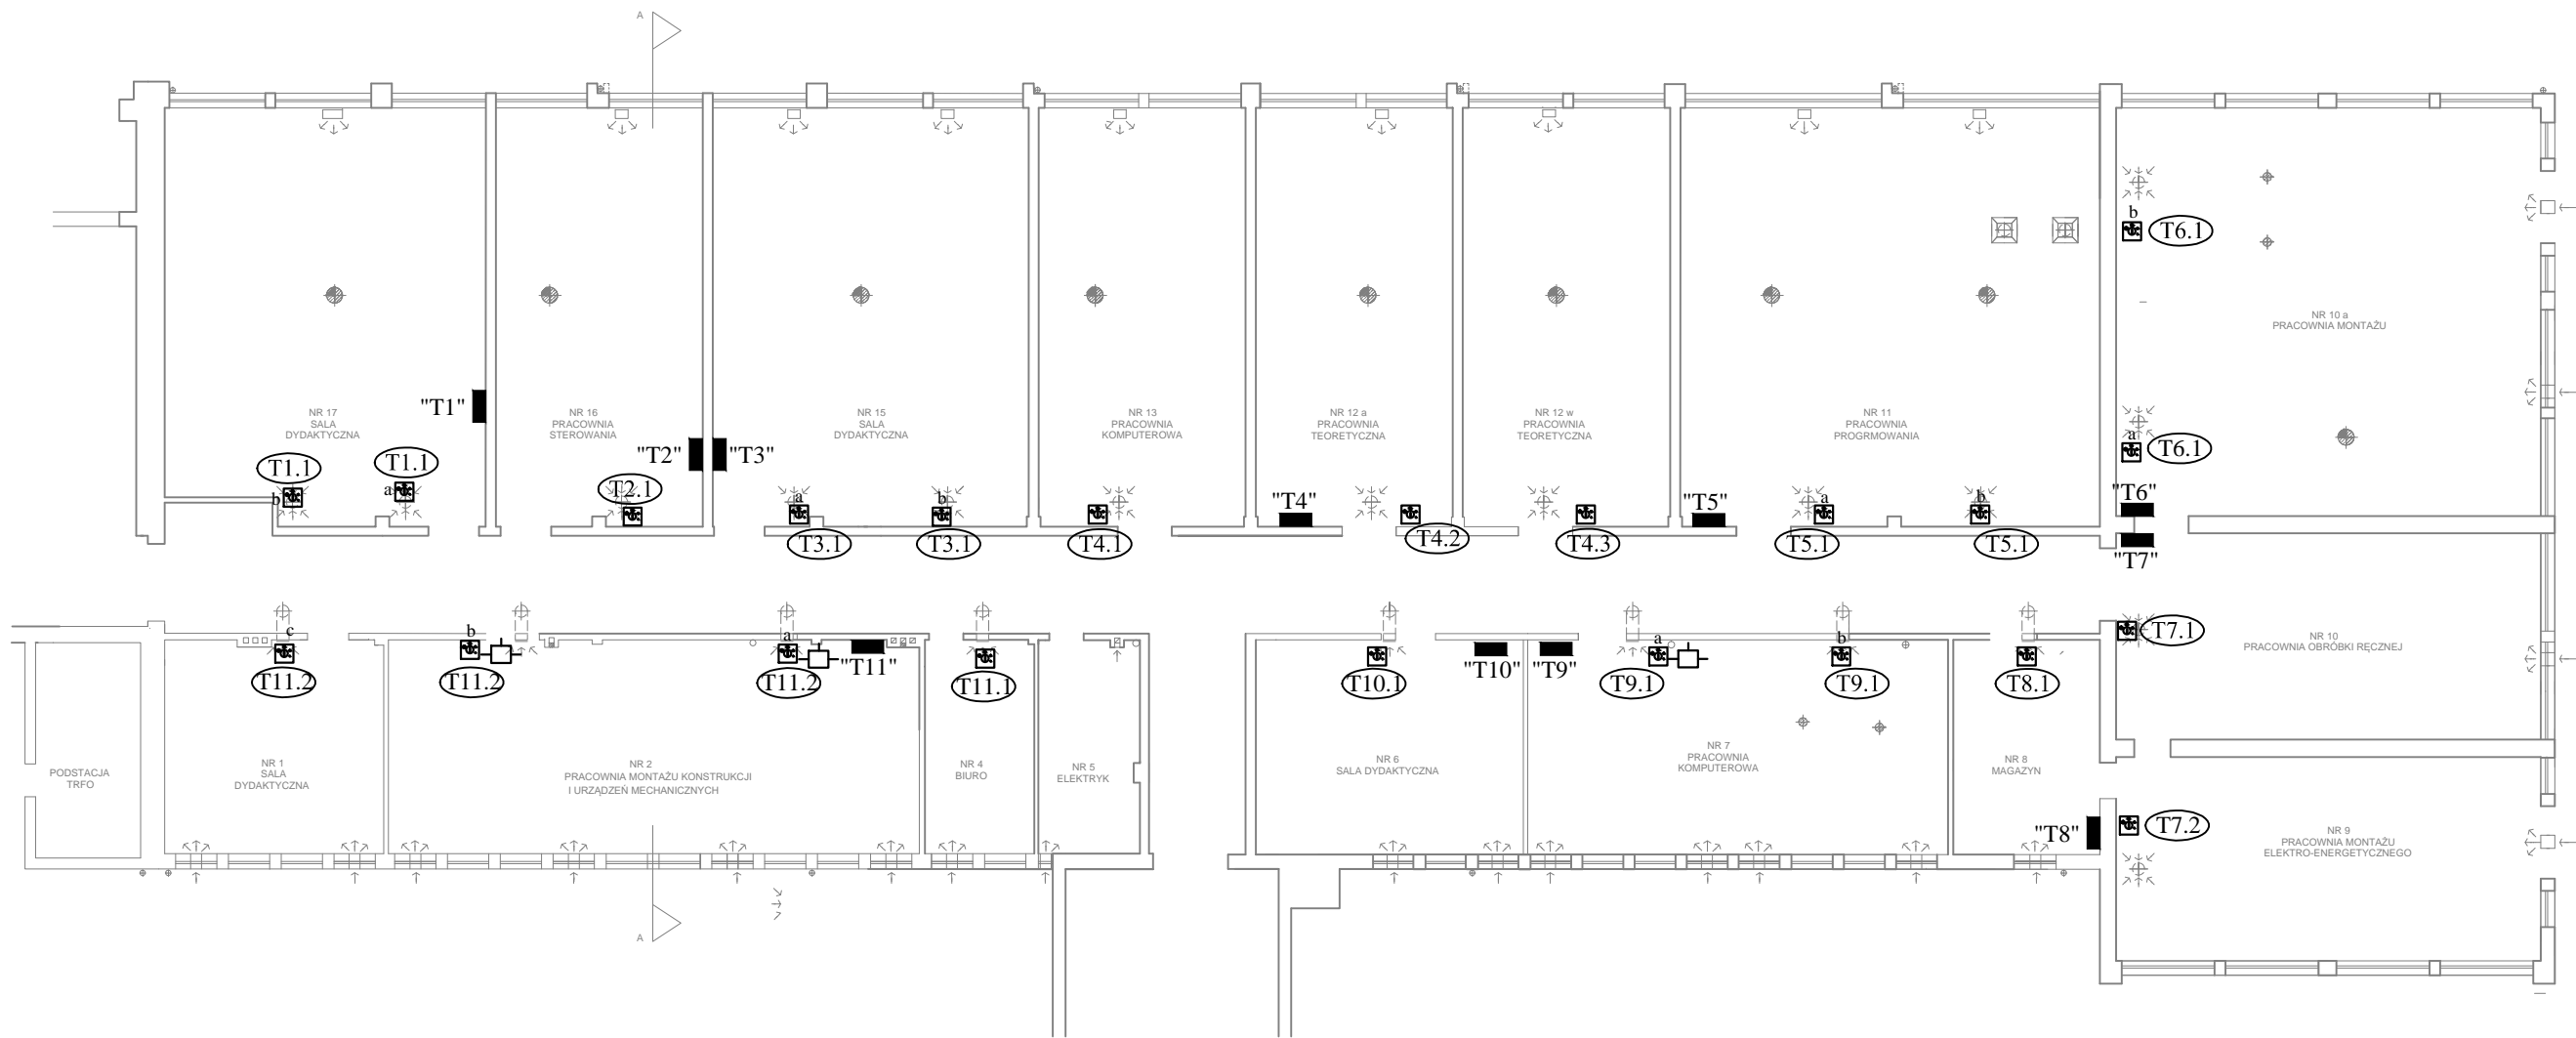 A
b
T6.1
NR 10 a
PRACOWNIA MONTAŻU
"T1"
NR 17
SALA
DYDAKTYCZNA
NR 16
PRACOWNIA
STEROWANIA
NR 15
SALA
DYDAKTYCZNA
NR 13
PRACOWNIA
KOMPUTEROWA
NR 12 a
PRACOWNIA
TEORETYCZNA
NR 12 w
PRACOWNIA
TEORETYCZNA
NR 11
PRACOWNIA
PROGRMOWANIA
a
T6.1
"T2"
"T3"
T1.1
b
T1.1
a
T2.1
a
T3.1
b
T3.1
T4.1
"T4"
T4.2
T4.3
"T5"
a
T5.1
b
T5.1
"T6"
"T7"
c
T11.2
b
T11.2
a
T11.2
"T11"
T11.1
T10.1
"T10"
"T9"
a
T9.1
b
T9.1
T8.1
T7.1
NR 10
PRACOWNIA OBRÓBKI RĘCZNEJ
PODSTACJA
TRFO
NR 1
SALA
DYDAKTYCZNA
NR 2
PRACOWNIA MONTAŻU KONSTRUKCJI
I URZĄDZEŃ MECHANICZNYCH
NR 4
BIURO
NR 5
ELEKTRYK
NR 6
SALA DYDAKTYCZNA
NR 7
PRACOWNIA
KOMPUTEROWA
NR 8
MAGAZYN
"T8"
T7.2
NR 9
PRACOWNIA MONTAŻU
ELEKTRO-ENERGETYCZNEGO
A